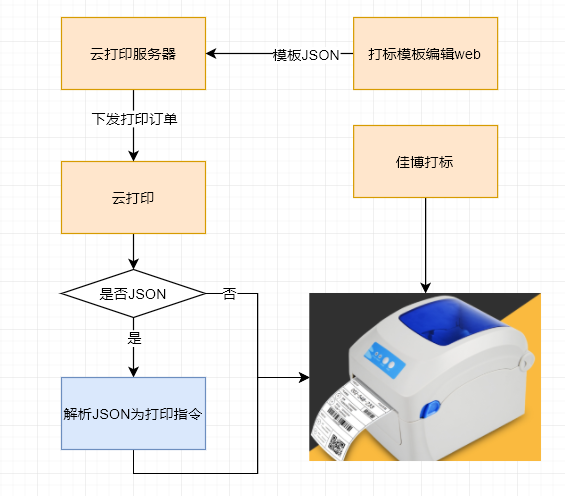 云打印服务器
模板JSON
打标模板编辑web
下发打印订单
佳博打标
云打印
是否JSON
否
是
解析JSON为打印指令